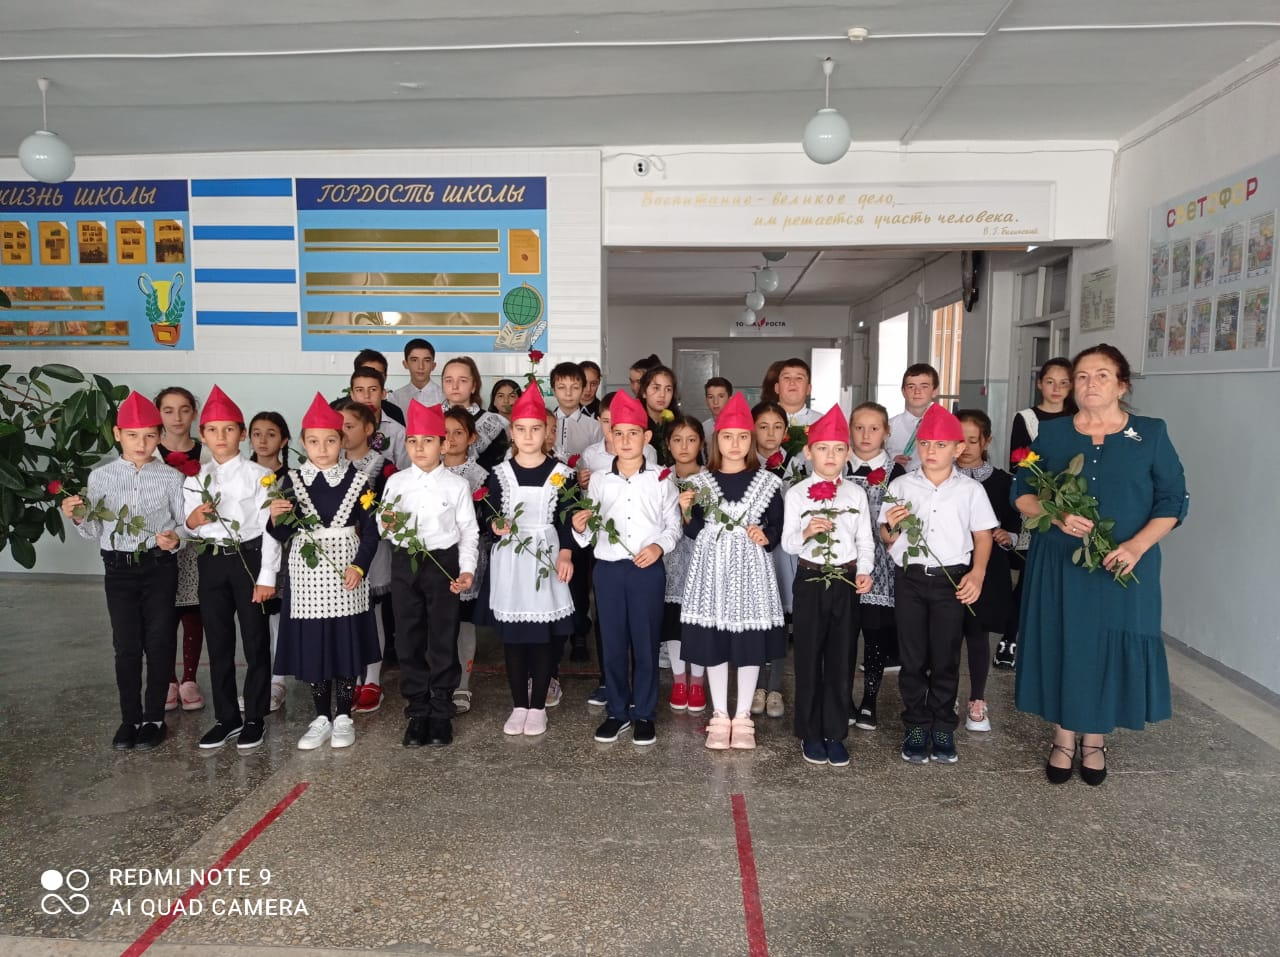 ЖИЗНЬ ШКОЛЫ
ГОРДОСТЬ ШКОЛЫ
Воспитание - великое дело,
им решается участь человека.
В. Г. Белинский
СВЕТОФОР
РОСТА
REDMI NOTE 9
AI QUAD CAMERA